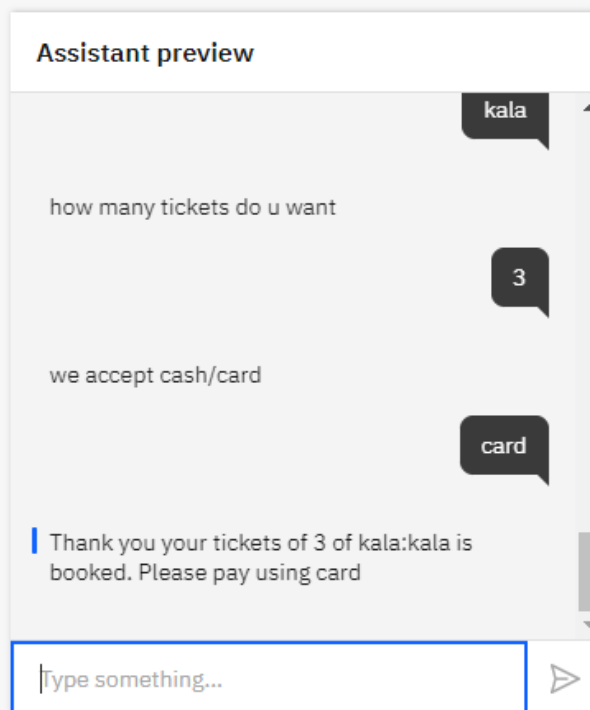 Assistant preview
kala
how many tickets do u want
3
we accept cash/card
card
Thank you your tickets of 3 of kala:kala is
booked. Please pay using card
Type something...